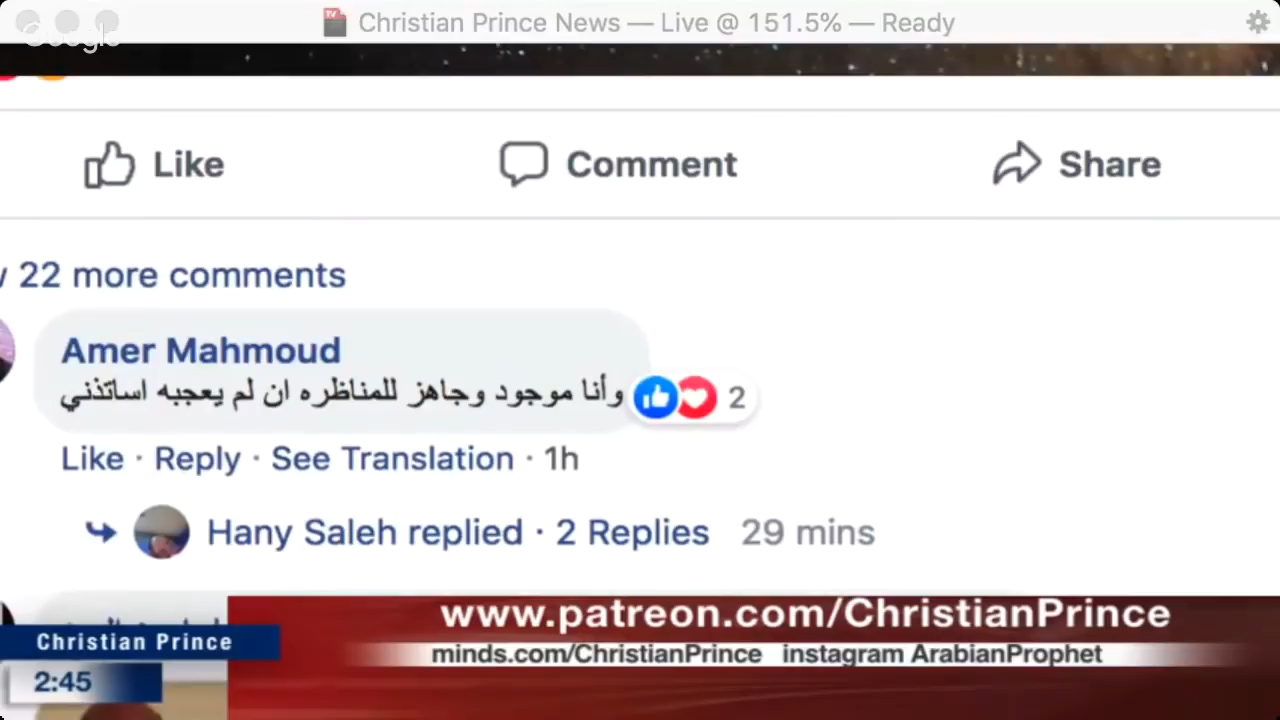 Christian Prince News — Live @ 151.5% — Ready
Google
Like Comment Share
22 more comments
Amer Mahmoud
وأنا موجود وجاهز للمناظره ان لم يعجبه اساتذني
2
Like · Reply · See Translation · 1h
Hany Saleh replied · 2 Replies 29 mins
www.patreon.com/ChristianPrince
Christian Prince
minds.com/ChristianPrince instagram ArabianProphet
2:45